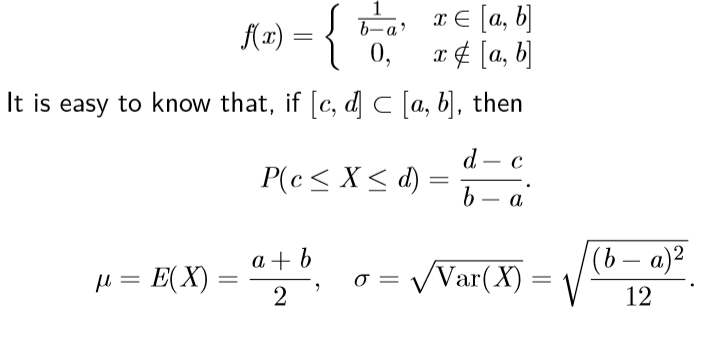 f(x) = { 1/(b−a), x ∈ [a, b]
0, x ∉ [a, b]
It is easy to know that, if [c, d] ⊂ [a, b], then
P(c ≤ X ≤ d) = (d − c)/(b − a).
μ = E(X) = (a + b)/2, σ = √Var(X) = √((b − a)²/12).